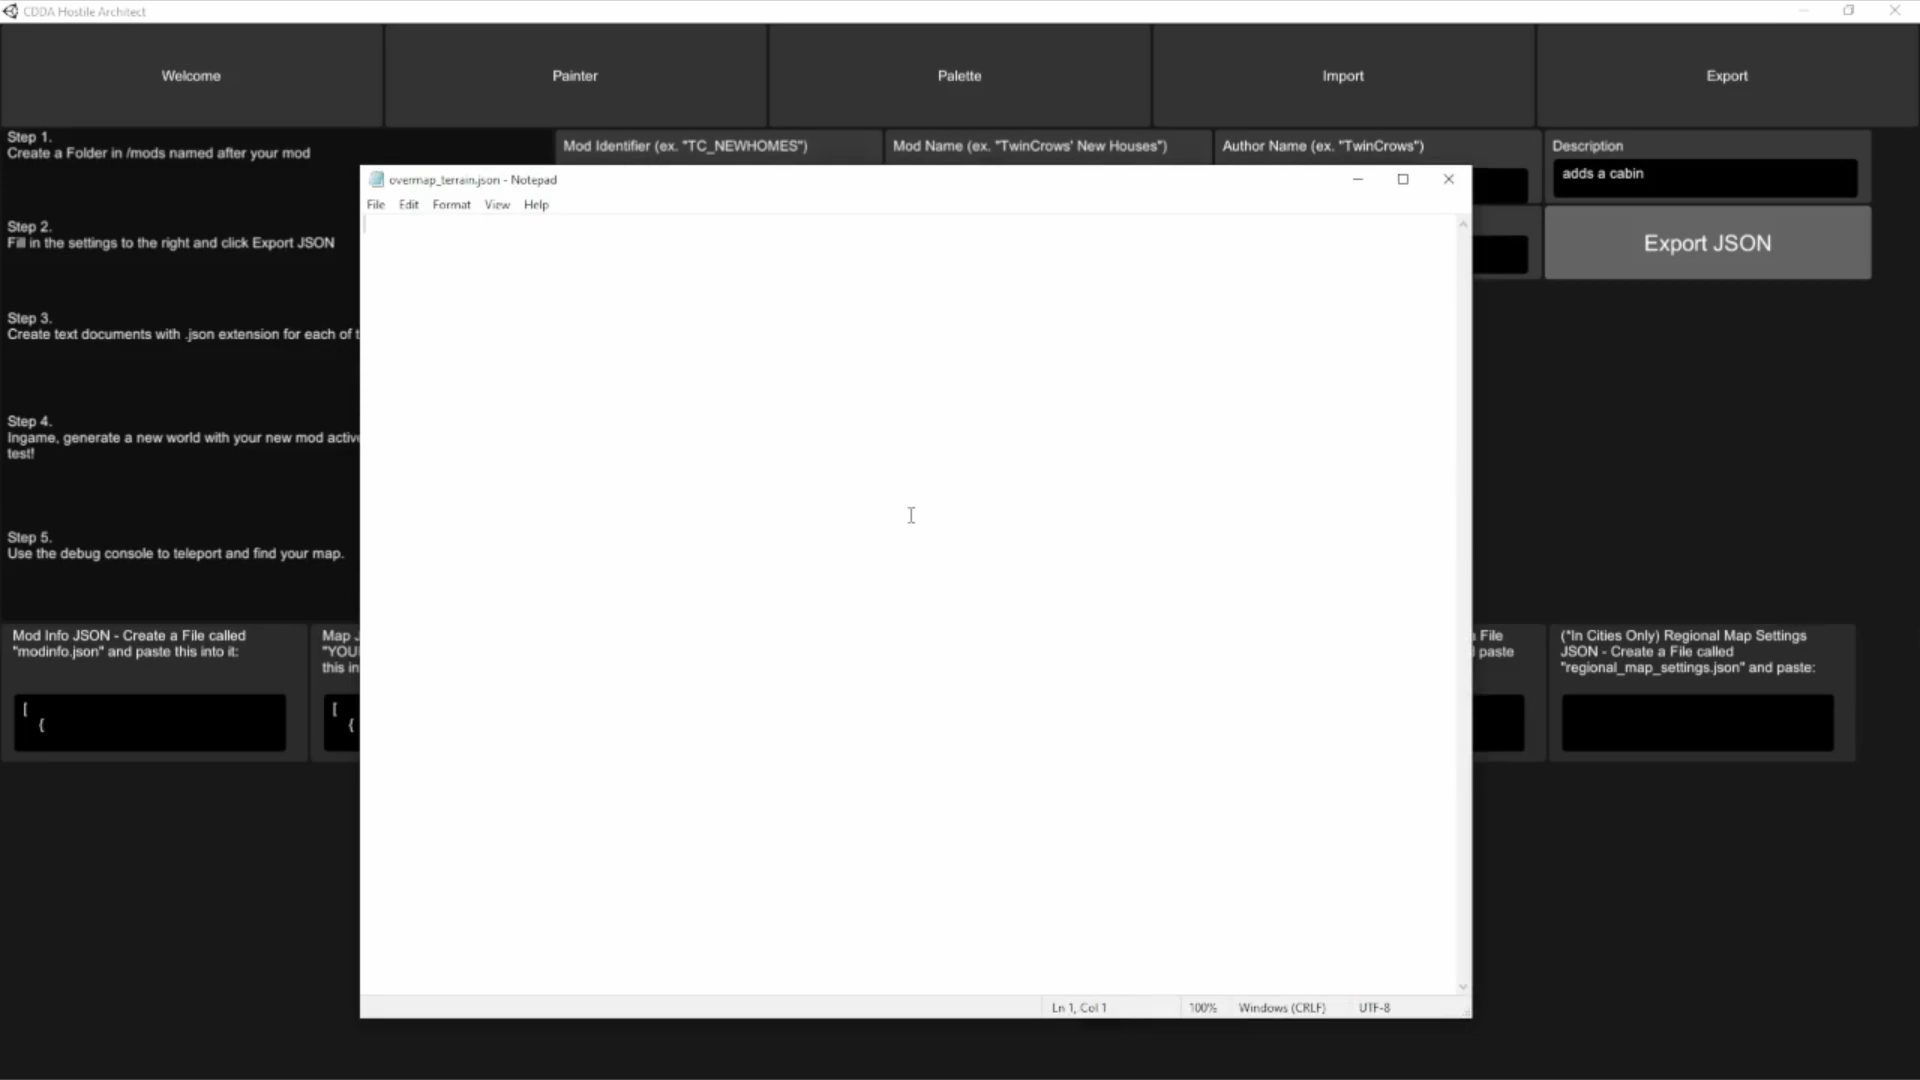 CDDA Hostile Architect
Welcome
Painter
Palette
Import
Export
Step 1.
Create a Folder in /mods named after your mod
Mod Identifier (ex. "TC_NEWHOMES")
Mod Name (ex. "TwinCrows' New Houses")
Author Name (ex. "TwinCrows")
Description
adds a cabin
overmap_terrain.json - Notepad
File Edit Format View Help
Step 2.
Fill in the settings to the right and click Export JSON
Export JSON
Step 3.
Create text documents with .json extension for each of
Step 4.
Ingame, generate a new world with your new mod active
test!
Step 5.
Use the debug console to teleport and find your map.
Mod Info JSON - Create a File called
"modinfo.json" and paste this into it:
[
{
Map
"YOU
this in
[
{
File
paste
(*In Cities Only) Regional Map Settings
JSON - Create a File called
"regional_map_settings.json" and paste:
Ln 1, Col 1
100%
Windows (CRLF)
UTF-8